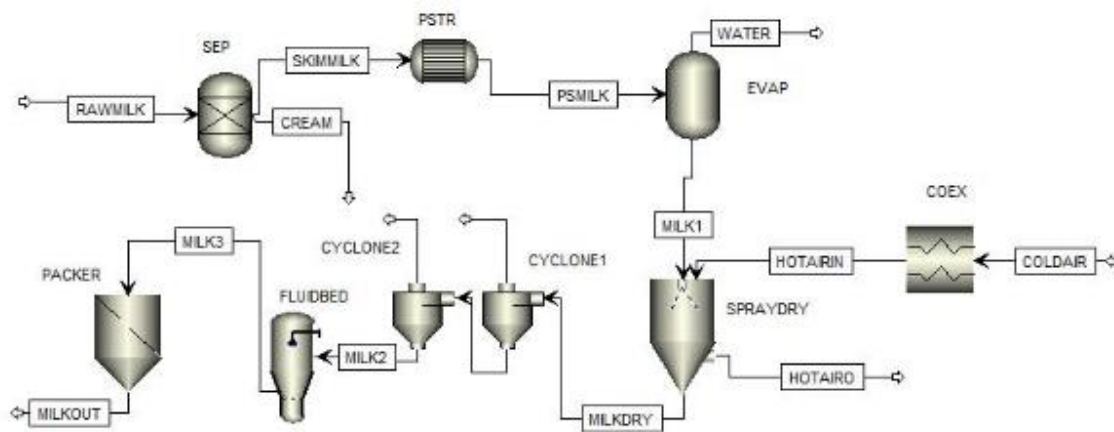 PSTR
WATER
SEP
SKIMMILK
EVAP
PSMILK
RAWMILK
CREAM
COEX
MILK1
MILK3
CYCLONE2
CYCLONE1
HOTAIRIN
COLDAIR
PACKER
FLUIDBED
SPRAYDRY
MILK2
HOTAIRO
MILKOUT
MILKDRY